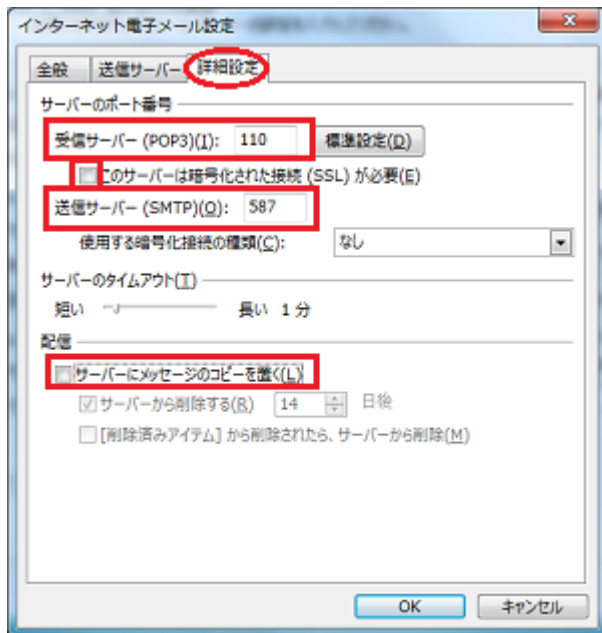 インターネット電子メール設定
全般 送信サーバー 詳細設定
サーバーのポート番号
受信サーバー (POP3)(I): 110 標準設定(D)
このサーバーは暗号化された接続 (SSL) が必要(E)
送信サーバー (SMTP)(O): 587
使用する暗号化接続の種類(C): なし
サーバーのタイムアウト(T)
短い 長い 1 分
配信
サーバーにメッセージのコピーを置く(L)
サーバーから削除する(R) 14 日後
[削除済みアイテム] から削除されたら、サーバーから削除(M)
OK キャンセル